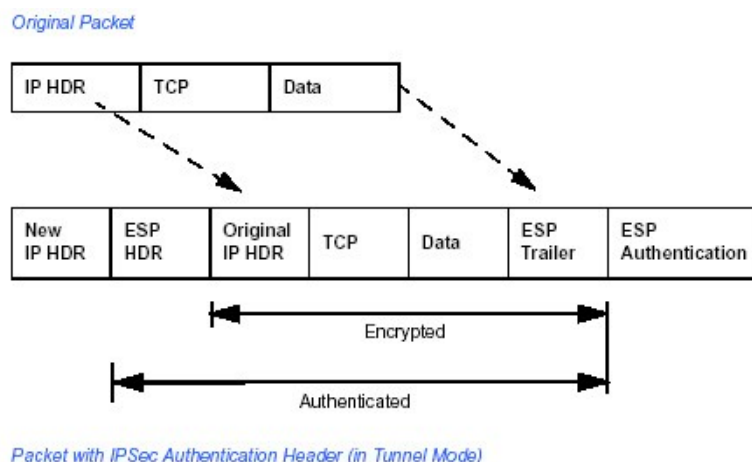 Original Packet
IP HDR TCP Data
New IP HDR ESP HDR Original IP HDR TCP Data ESP Trailer ESP Authentication
Encrypted
Authenticated
Packet with IPSec Authentication Header (in Tunnel Mode)